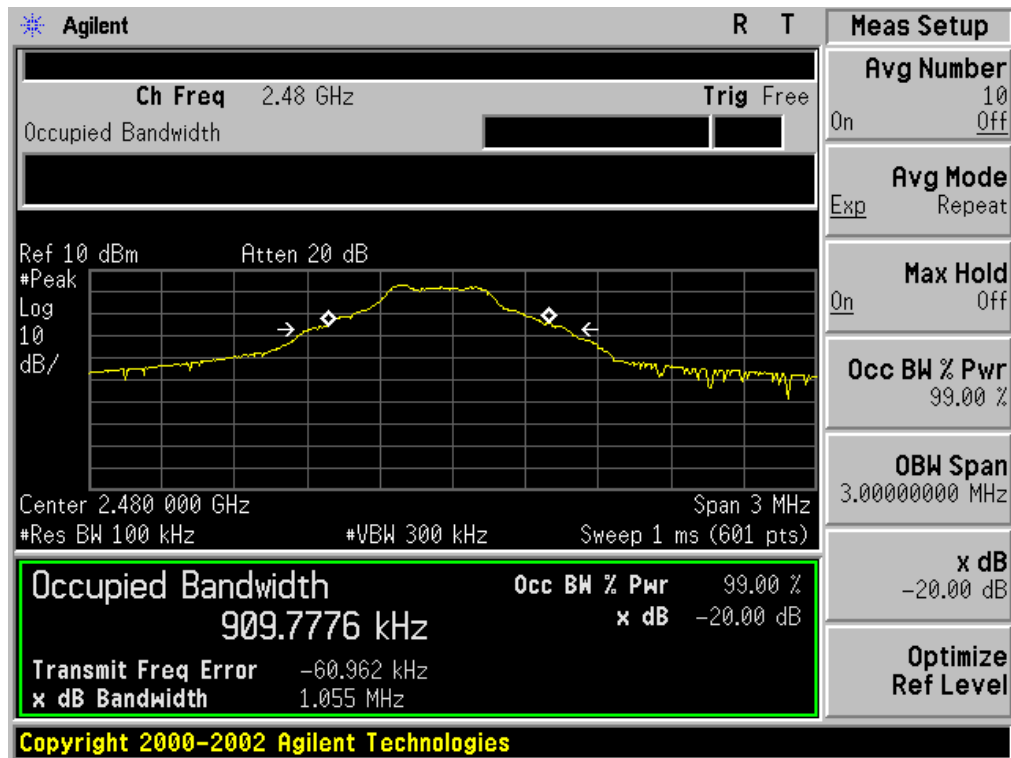 Agilent R T
Ch Freq 2.48 GHz Trig Free
Occupied Bandwidth
Ref 10 dBm Atten 20 dB
#Peak
Log
10
dB/
Center 2.480 000 GHz Span 3 MHz
#Res BW 100 kHz #VBW 300 kHz Sweep 1 ms (601 pts)
Occupied Bandwidth
909.7776 kHz
Occ BW % Pwr 99.00 %
x dB -20.00 dB
Transmit Freq Error -60.962 kHz
x dB Bandwidth 1.055 MHz
Copyright 2000-2002 Agilent Technologies
Meas Setup
Avg Number
10
On Off
Avg Mode
Exp Repeat
Max Hold
On Off
Occ BW % Pwr
99.00 %
OBW Span
3.00000000 MHz
x dB
-20.00 dB
Optimize
Ref Level